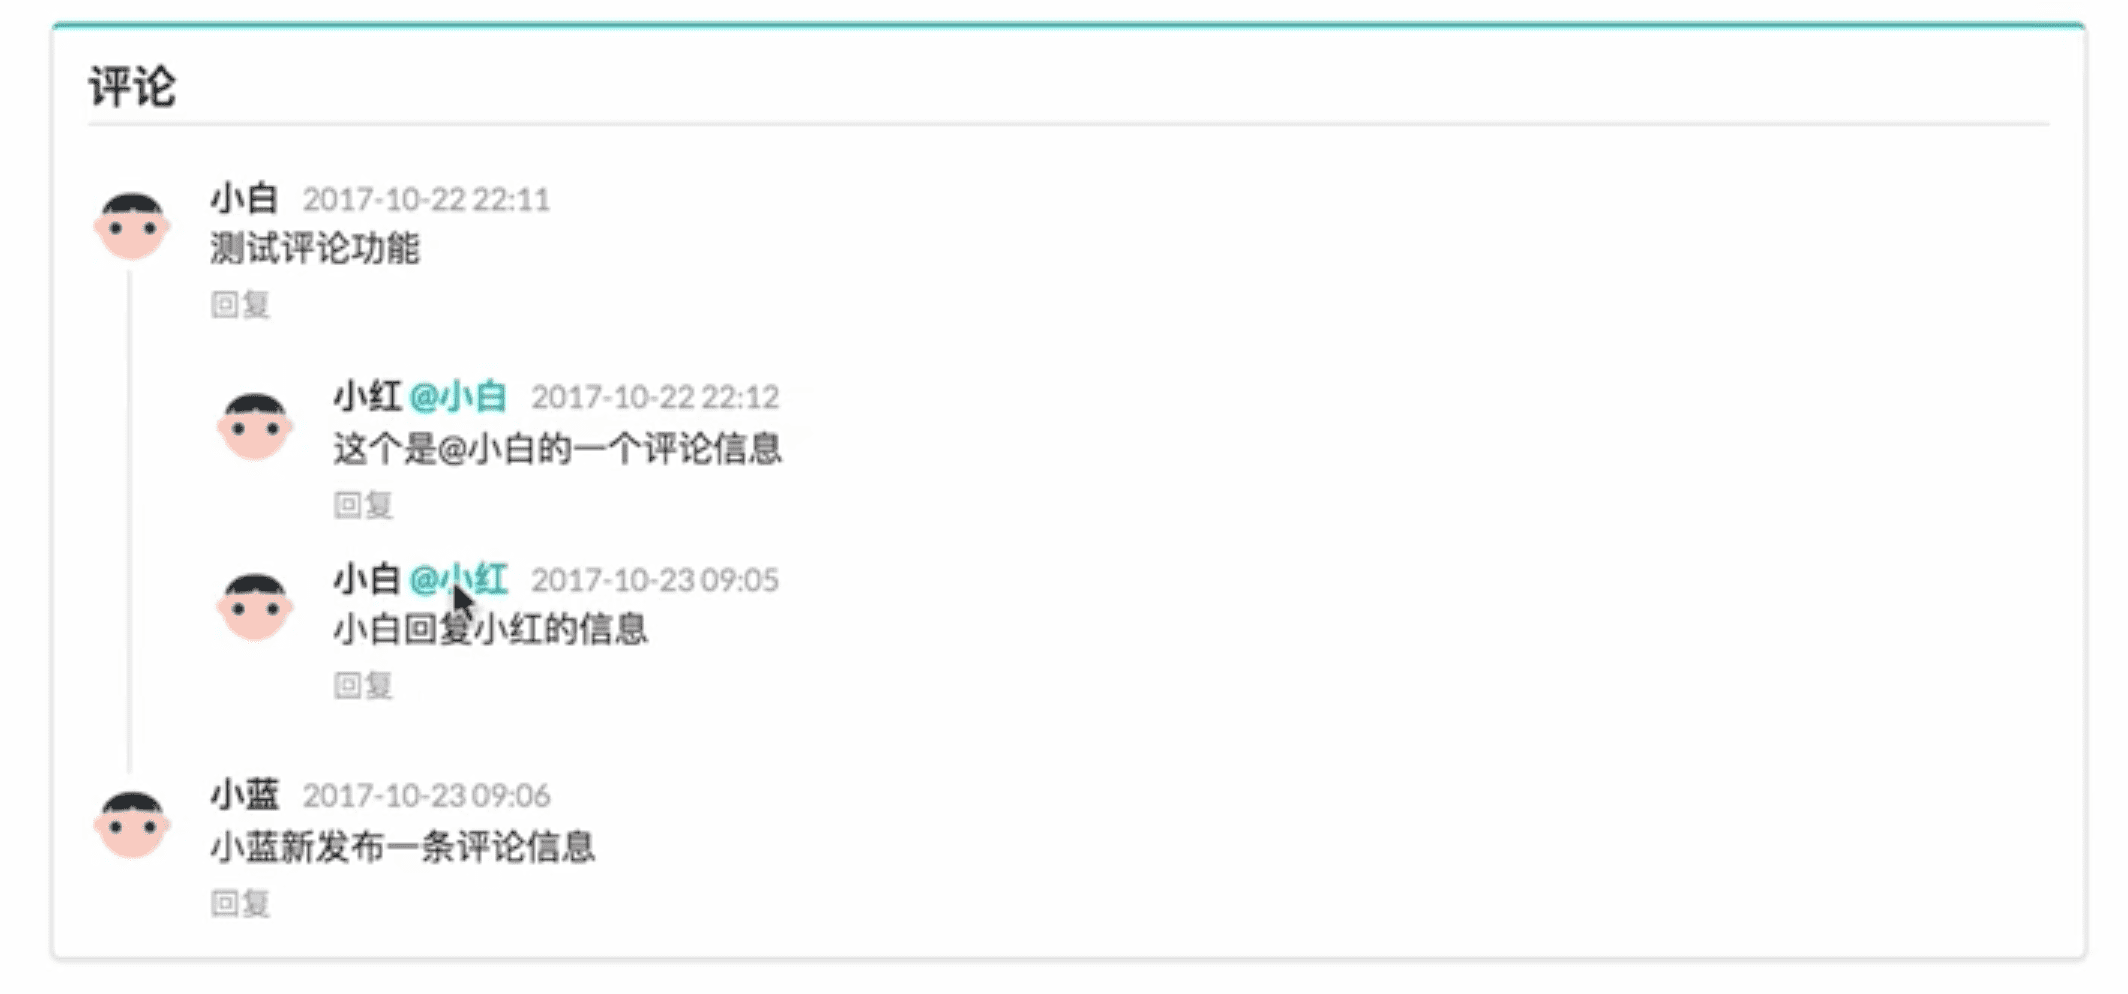 评论
小白 2017-10-22 22:11
测试评论功能
回复
小红 @小白 2017-10-22 22:12
这个是@小白的一个评论信息
回复
小白 @小红 2017-10-23 09:05
小白回复小红的信息
回复
小蓝 2017-10-23 09:06
小蓝新发布一条评论信息
回复